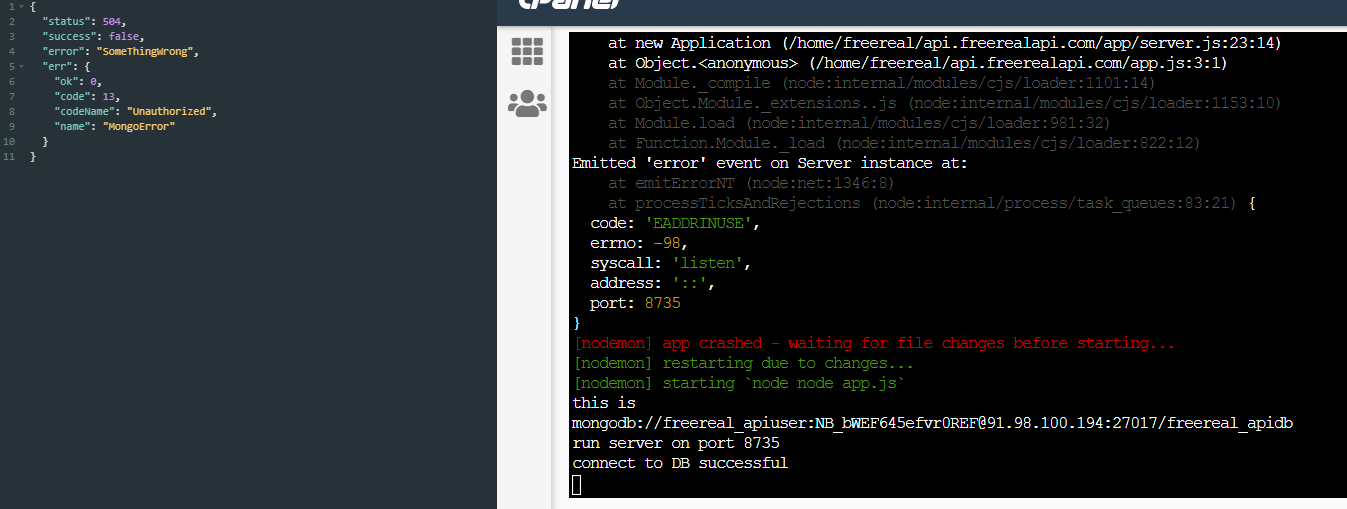 1 {
2 "status": 504,
3 "success": false,
4 "error": "SomeThingWrong",
5 "err": {
6 "ok": 0,
7 "code": 13,
8 "codeName": "Unauthorized",
9 "name": "MongoError"
10 }
11 }
cPanel
at new Application (/home/freereal/api.freerealapi.com/app/server.js:23:14)
at Object.<anonymous> (/home/freereal/api.freerealapi.com/app.js:3:1)
at Module._compile (node:internal/modules/cjs/loader:1101:14)
at Object.Module._extensions..js (node:internal/modules/cjs/loader:1153:10)
at Module.load (node:internal/modules/cjs/loader:981:32)
at Function.Module._load (node:internal/modules/cjs/loader:822:12)
Emitted 'error' event on Server instance at:
at emitErrorNT (node:net:1346:8)
at processTicksAndRejections (node:internal/process/task_queues:83:21) {
code: 'EADDRINUSE',
errno: -98,
syscall: 'listen',
address: '::',
port: 8735
}
[nodemon] app crashed - waiting for file changes before starting...
[nodemon] restarting due to changes...
[nodemon] starting `node node app.js`
this is
mongodb://freereal_apiuser:NB_bWEF645efvr0REF@91.98.100.194:27017/freereal_apidb
run server on port 8735
connect to DB successful